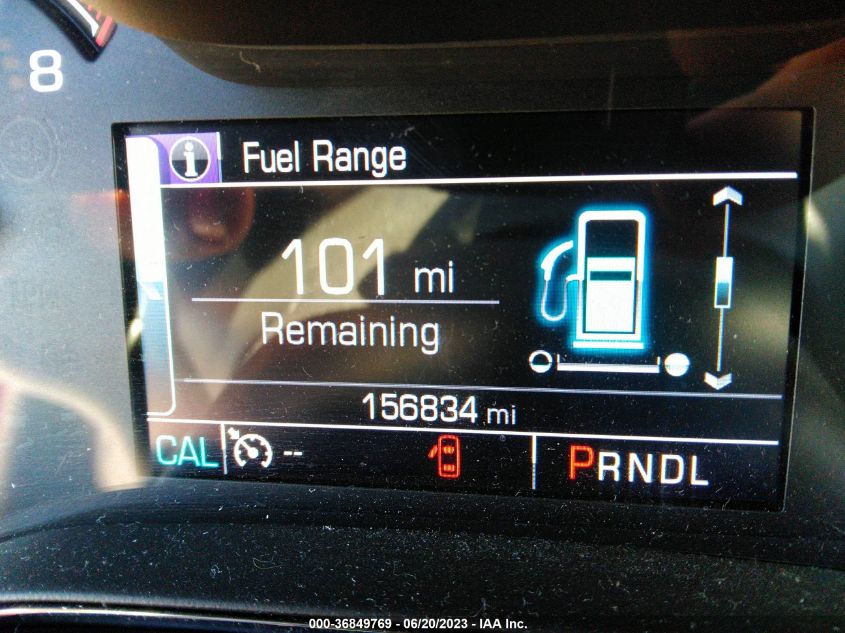 8
i Fuel Range
101 mi
Remaining
156834 mi
CAL -- PRNDL
000-36849769 - 06/20/2023 - IAA Inc.